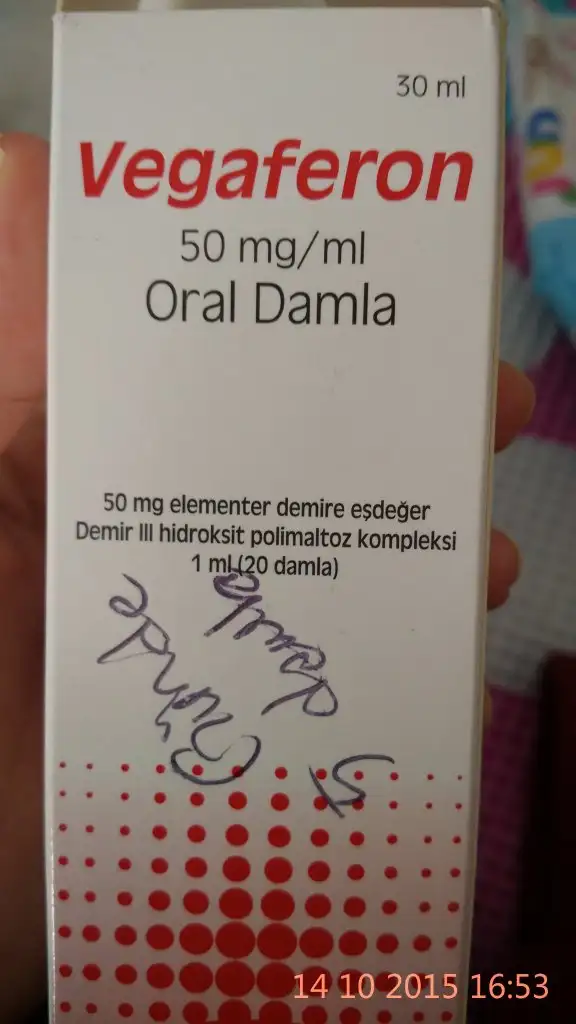 30 ml
Vegaferon
50 mg/ml
Oral Damla
50 mg elementer demire eşdeğer
Demir III hidroksit polimaltoz kompleksi
1 ml (20 damla)
Günde
5 damla
14 10 2015 16:53